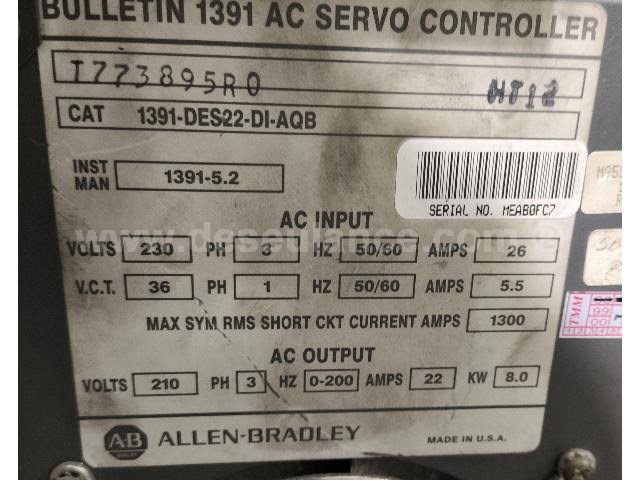 BULLETIN 1391 AC SERVO CONTROLLER
T773895R0 HT12
CAT 1391-DES22-DI-AQB
INST MAN 1391-5.2
SERIAL NO. MEAB0FC7
AC INPUT
VOLTS 230 PH 3 HZ 50/60 AMPS 26
V.C.T. 36 PH 1 HZ 50/60 AMPS 5.5
MAX SYM RMS SHORT CKT CURRENT AMPS 1300
AC OUTPUT
VOLTS 210 PH 3 HZ 0-200 AMPS 22 KW 8.0
AB ALLEN-BRADLEY MADE IN U.S.A.
TMM 99 00